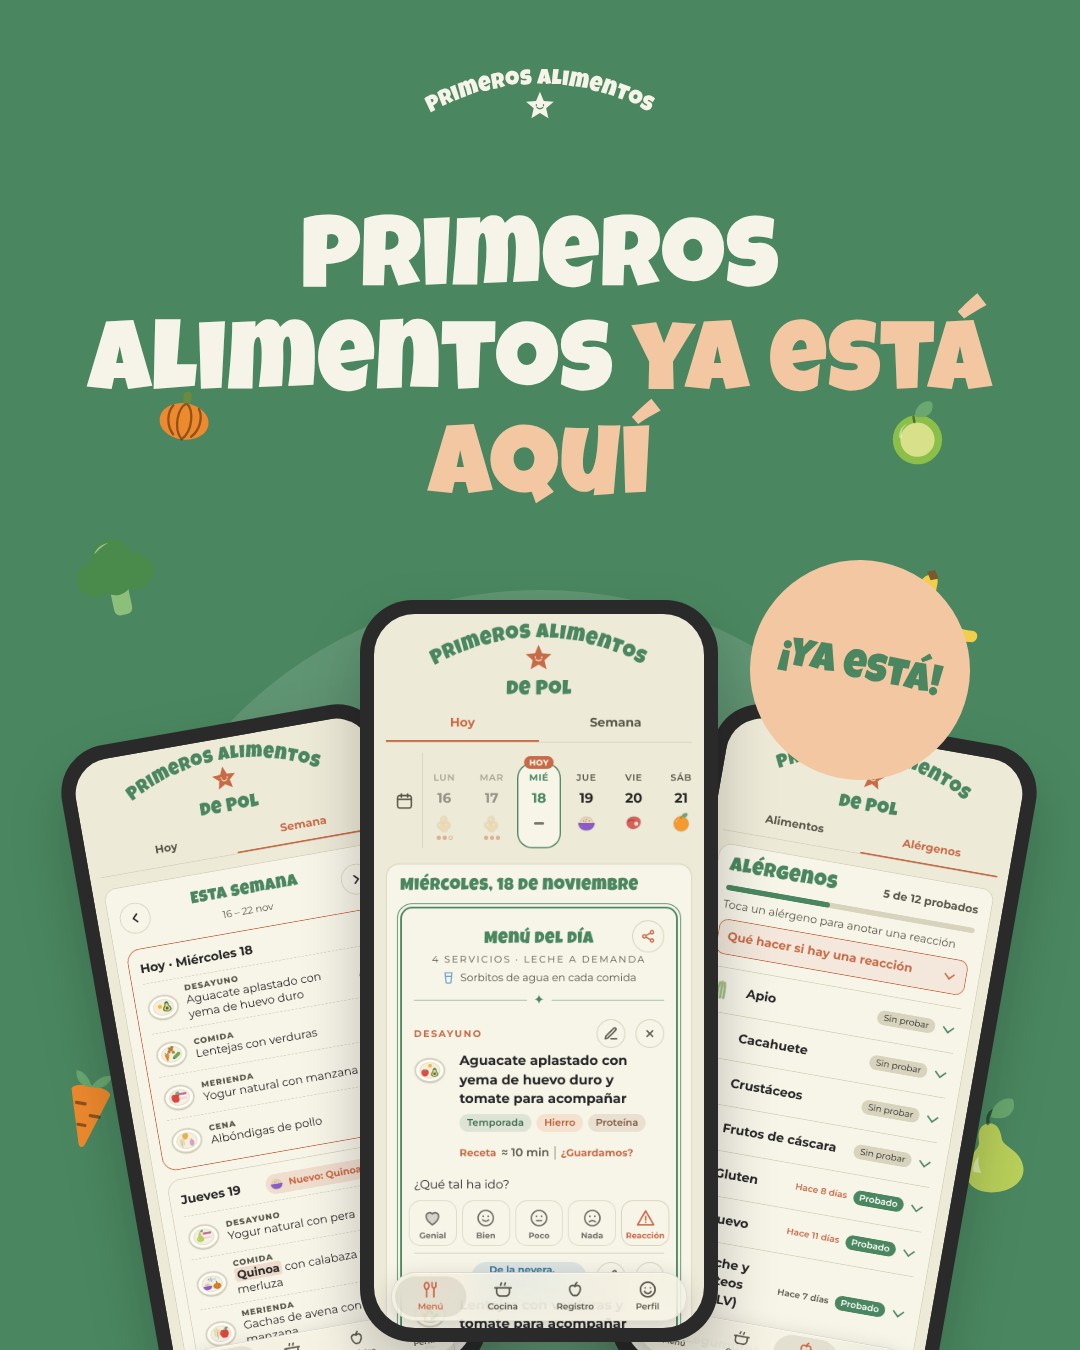 PRIMEROS ALIMENTOS
PRIMEROS
ALIMENTOS YA ESTÁ
AQUÍ
¡YA ESTÁ!
PRIMEROS ALIMENTOS
DE POL
Hoy
Semana
ESTA SEMANA
16 – 22 nov
Hoy · Miércoles 18
DESAYUNO
Aguacate aplastado con
yema de huevo duro
COMIDA
Lentejas con verduras
MERIENDA
Yogur natural con manzana
CENA
Albóndigas de pollo
Jueves 19
Nuevo: Quinoa
DESAYUNO
Yogur natural con pera
COMIDA
Quinoa con calabaza
merluza
MERIENDA
Gachas de avena con
manzana
PRIMEROS ALIMENTOS
DE POL
Hoy
Semana
HOY
LUN MAR MIÉ JUE VIE SÁB
16 17 18 19 20 21
MIÉRCOLES, 18 DE NOVIEMBRE
MENÚ DEL DÍA
4 SERVICIOS · LECHE A DEMANDA
Sorbitos de agua en cada comida
DESAYUNO
Aguacate aplastado con
yema de huevo duro y
tomate para acompañar
Temporada Hierro Proteína
Receta ≈ 10 min | ¿Guardamos?
¿Qué tal ha ido?
Genial Bien Poco Nada Reacción
De la nevera,
tomate para acompañar
Menú Cocina Registro Perfil
DE POL
Alimentos
Alérgenos
ALÉRGENOS
5 de 12 probados
Toca un alérgeno para anotar una reacción
Qué hacer si hay una reacción
Apio Sin probar
Cacahuete Sin probar
Crustáceos Sin probar
Frutos de cáscara Sin probar
Gluten Hace 8 días Probado
Hace 11 días Probado
Hace 7 días Probado